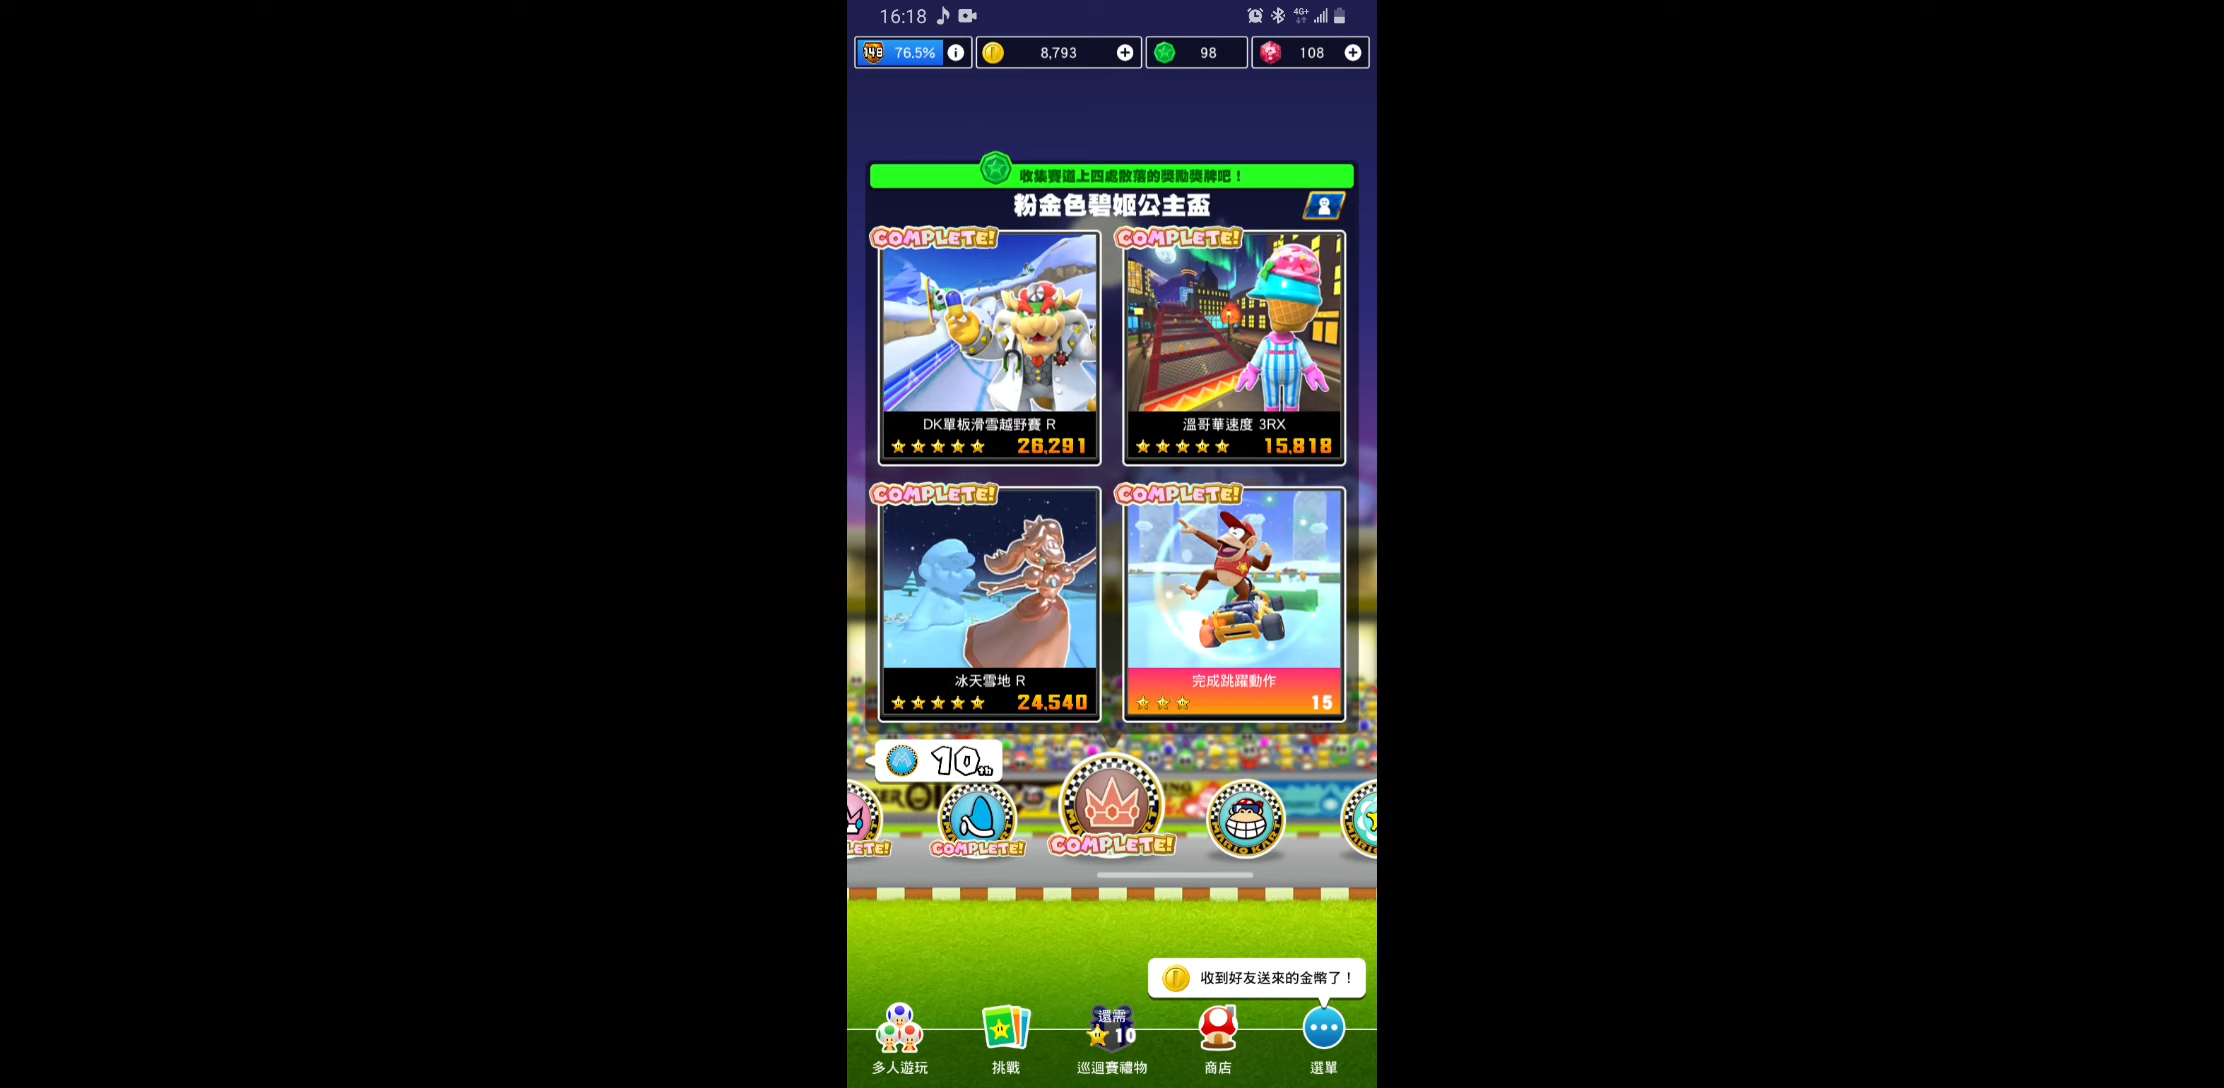 16:18 4G+
148 76.5% 8,793 98 108
收集賽道上四處散落的獎勵獎牌吧！
粉金色碧姬公主盃
COMPLETE! COMPLETE!
DK單板滑雪越野賽 R 溫哥華速度 3RX
26,291 15,818
COMPLETE! COMPLETE!
冰天雪地 R 完成跳躍動作
24,540 15
10th
MARIO KART
COMPLETE! COMPLETE!
收到好友送來的金幣了！
還需
10
多人遊玩 挑戰 巡迴賽禮物 商店 選單